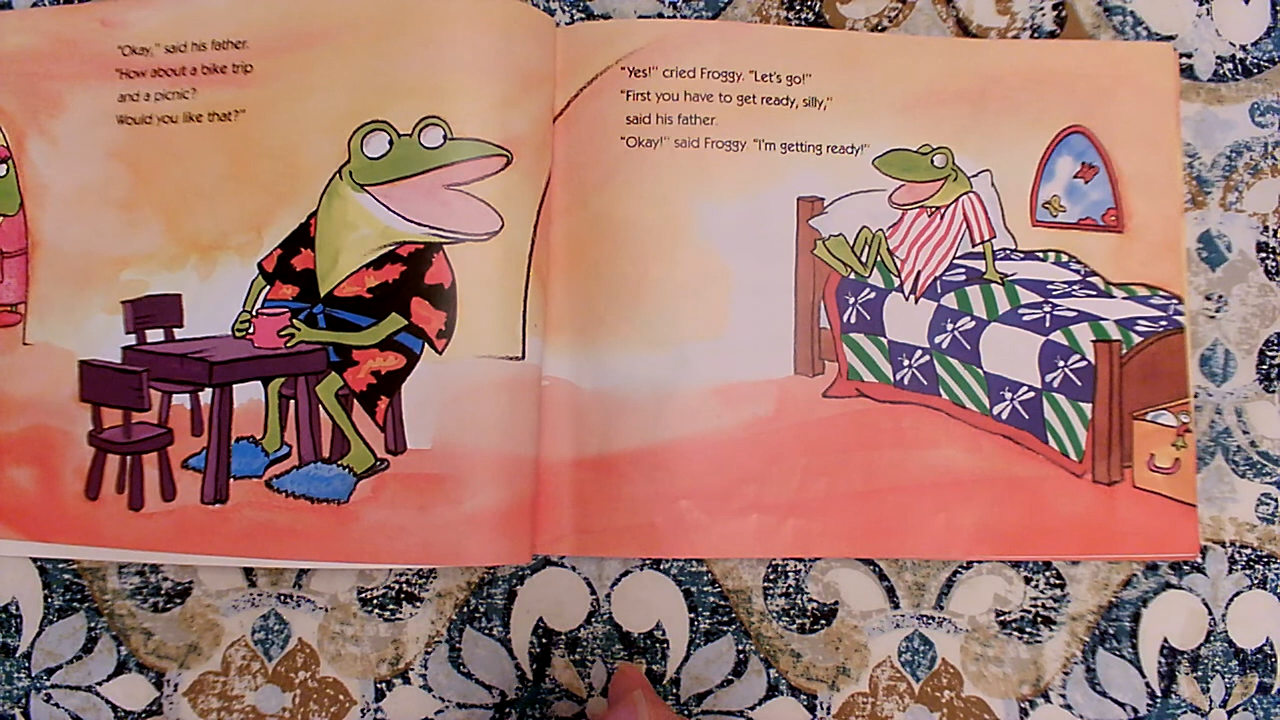 "Okay," said his father.
"How about a bike trip
and a picnic?
Would you like that?"
"Yes!" cried Froggy. "Let's go!"
"First you have to get ready, silly,"
said his father.
"Okay!" said Froggy "I'm getting ready!"